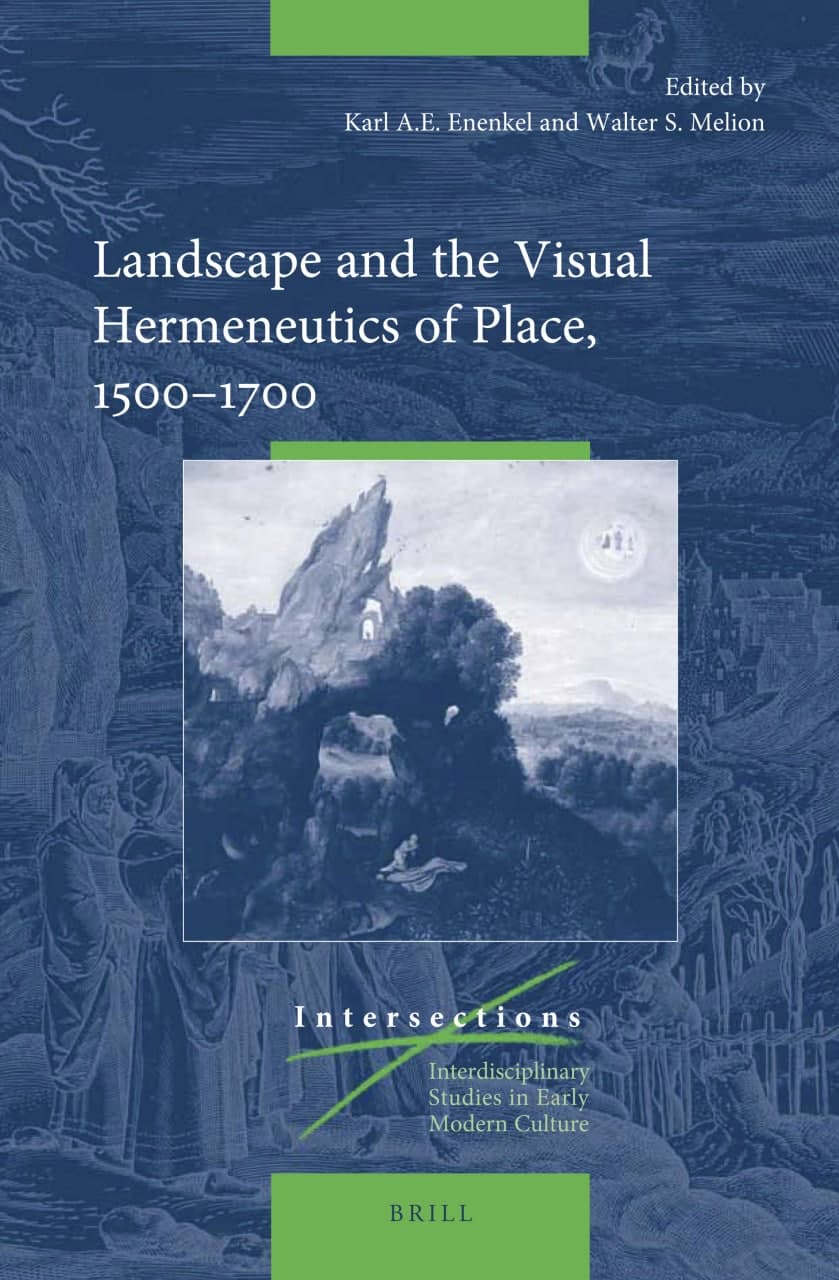 Edited by
Karl A.E. Enenkel and Walter S. Melion
Landscape and the Visual
Hermeneutics of Place,
1500–1700
Intersections
Interdisciplinary
Studies in Early
Modern Culture
BRILL